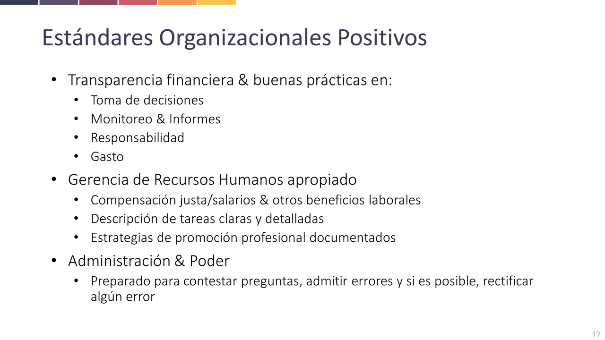 Estándares Organizacionales Positivos
• Transparencia financiera & buenas prácticas en:
• Toma de decisiones
• Monitoreo & Informes
• Responsabilidad
• Gasto
• Gerencia de Recursos Humanos apropiado
• Compensación justa/salarios & otros beneficios laborales
• Descripción de tareas claras y detalladas
• Estrategias de promoción profesional documentados
• Administración & Poder
• Preparado para contestar preguntas, admitir errores y si es posible, rectificar
algún error
49